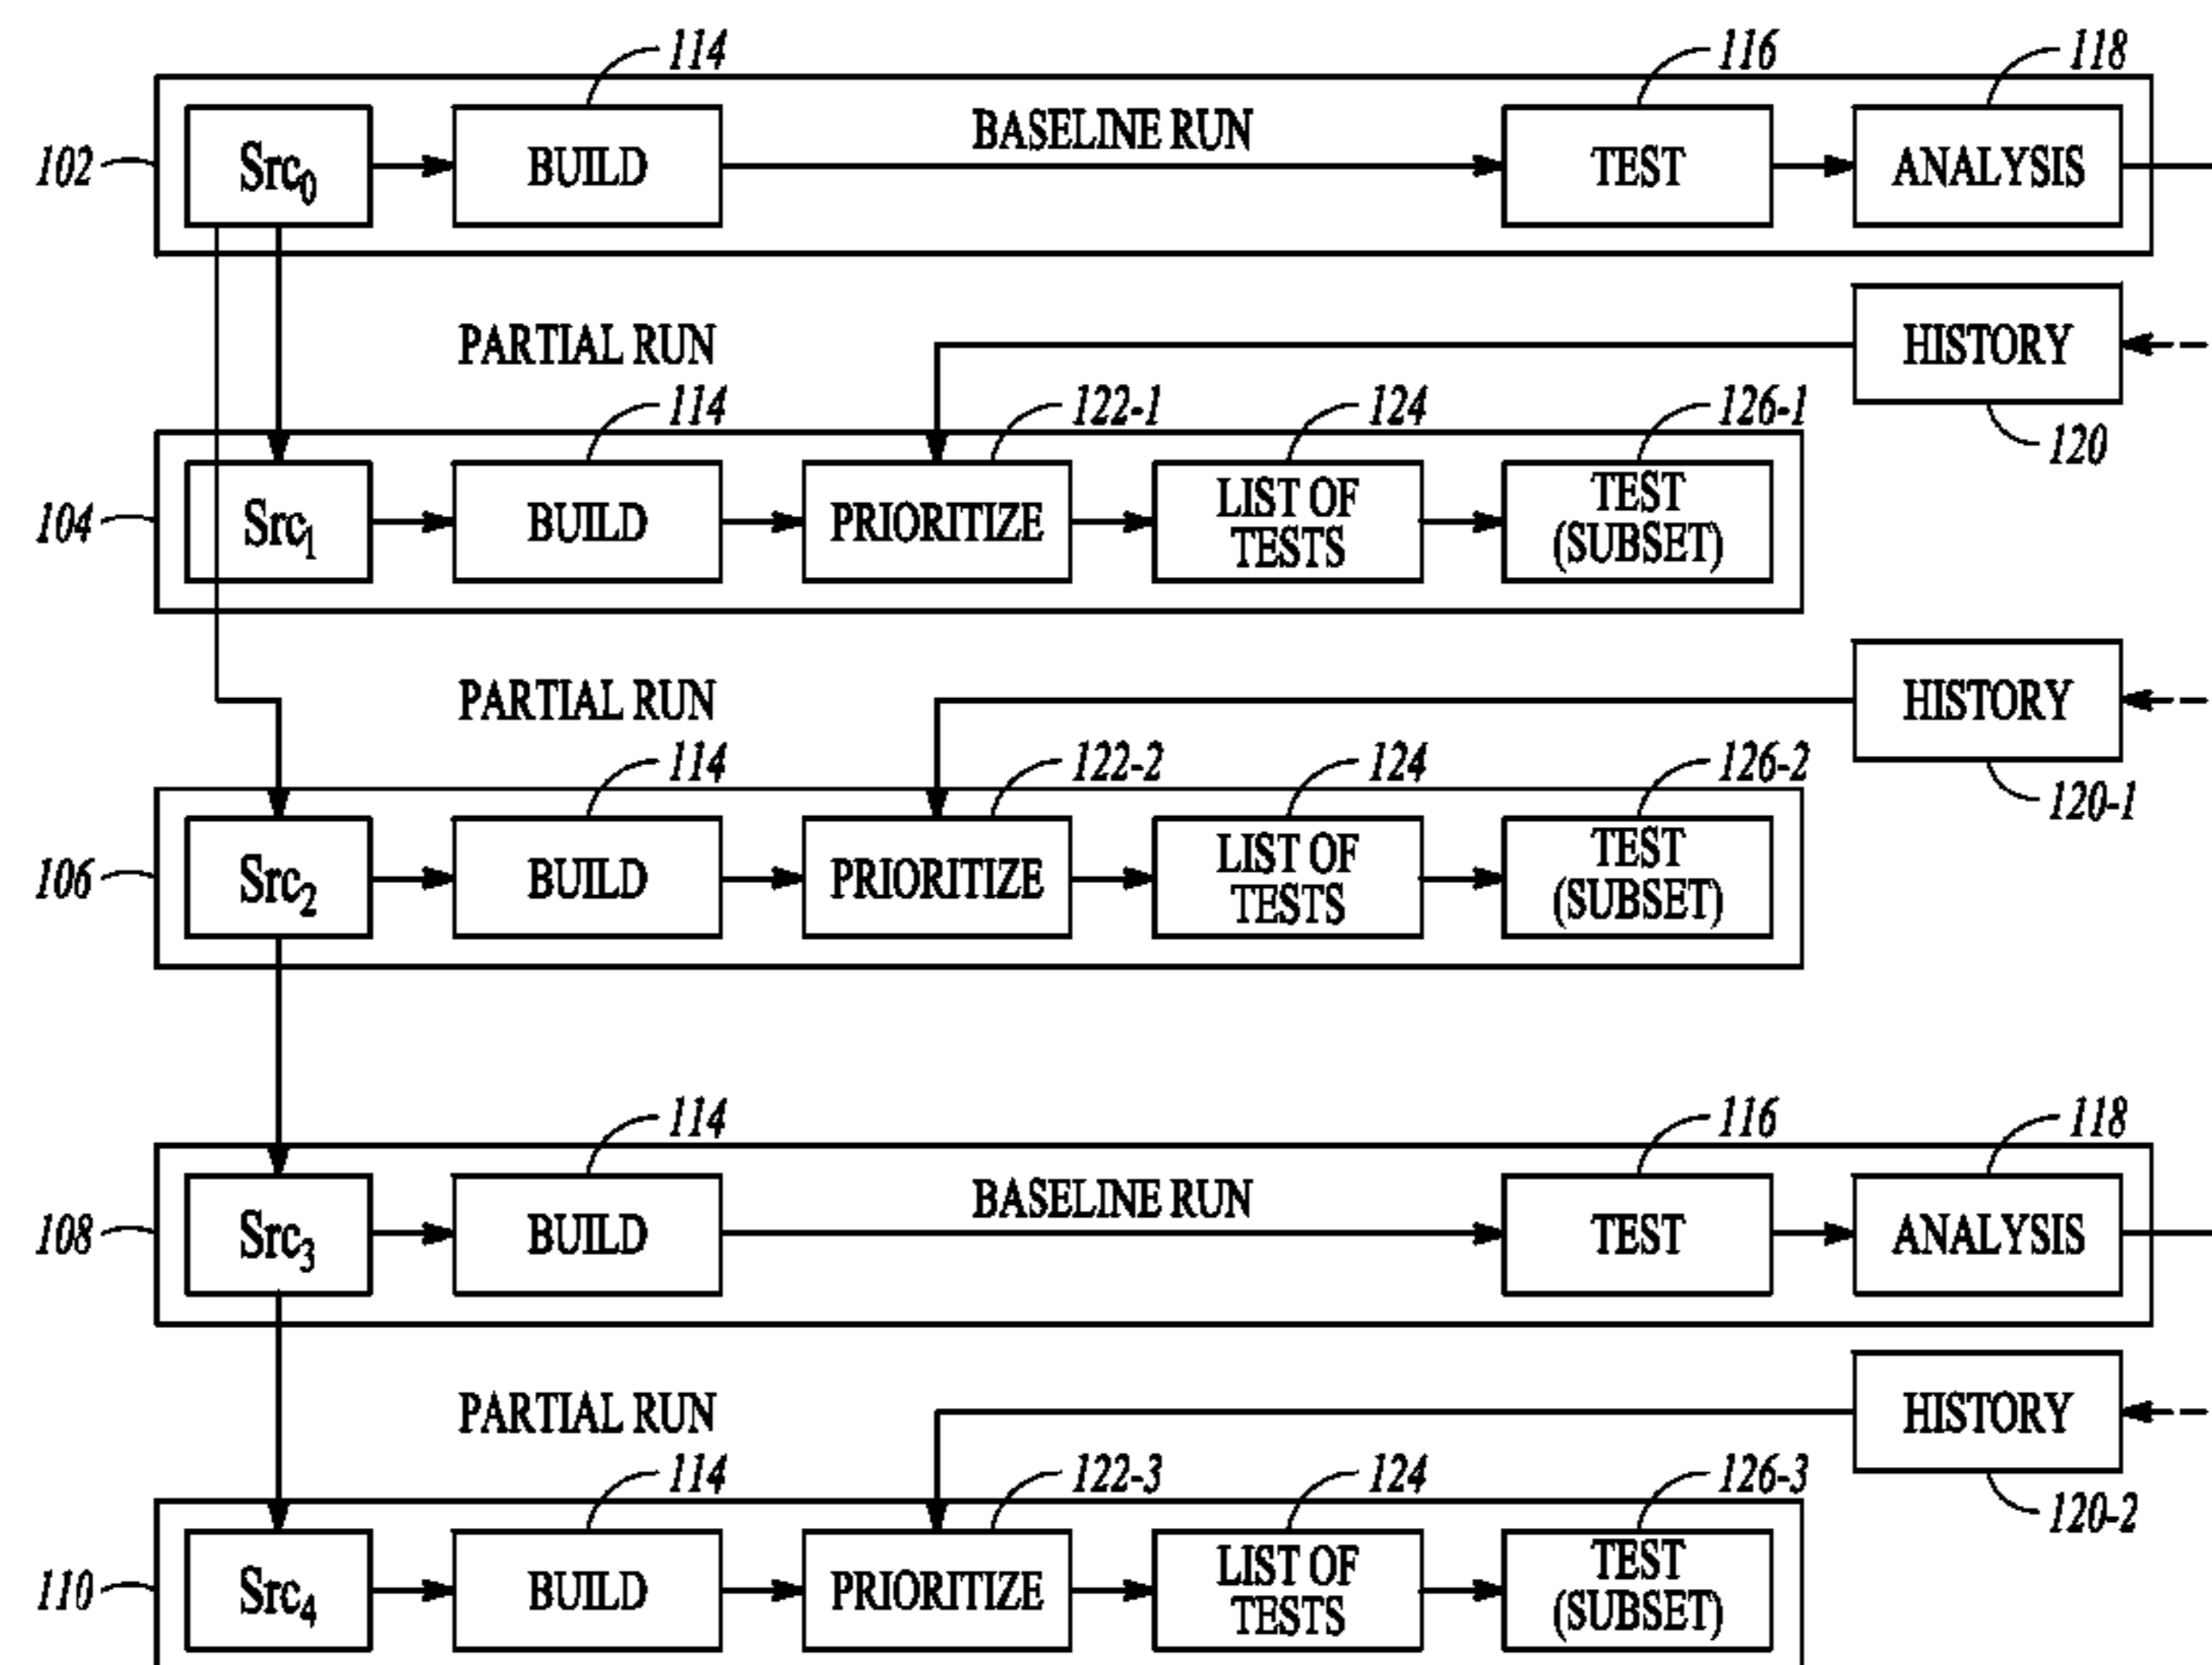 114 116 118
BASELINE RUN
102 Src0 BUILD TEST ANALYSIS
PARTIAL RUN HISTORY
114 122-1 124 126-1 120
104 Src1 BUILD PRIORITIZE LIST OF TESTS TEST (SUBSET)
PARTIAL RUN HISTORY
114 122-2 124 126-2 120-1
106 Src2 BUILD PRIORITIZE LIST OF TESTS TEST (SUBSET)
114 116 118
BASELINE RUN
108 Src3 BUILD TEST ANALYSIS
PARTIAL RUN HISTORY
114 122-3 124 126-3 120-2
110 Src4 BUILD PRIORITIZE LIST OF TESTS TEST (SUBSET)